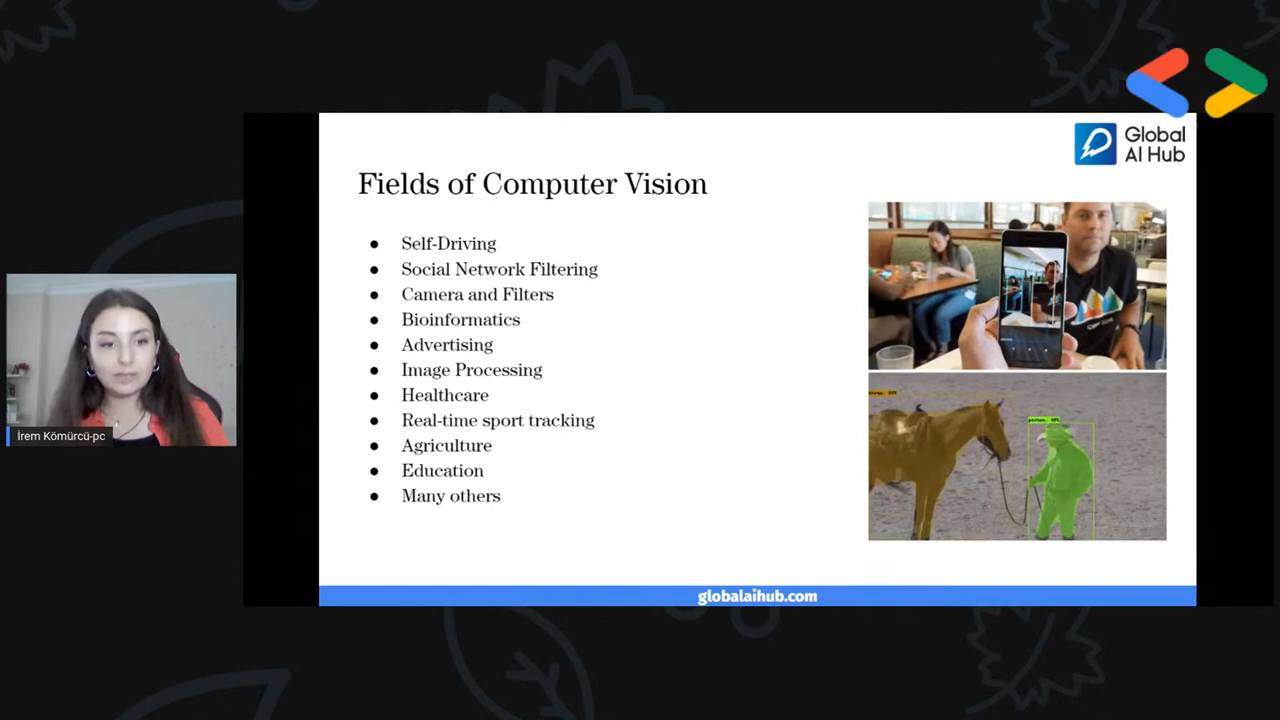 Global
AI Hub
Fields of Computer Vision
● Self-Driving
● Social Network Filtering
● Camera and Filters
● Bioinformatics
● Advertising
● Image Processing
● Healthcare
● Real-time sport tracking
● Agriculture
● Education
● Many others
İrem Kömürcü-pc
globalaihub.com